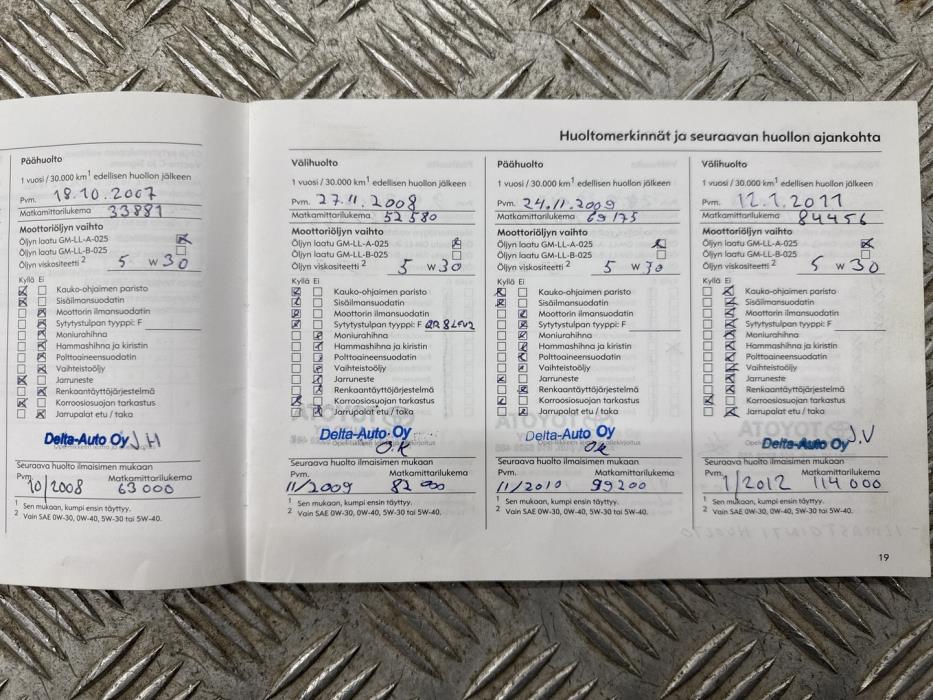 Huoltomerkinnät ja seuraavan huollon ajankohta
Päähuolto
1 vuosi / 30.000 km1 edellisen huollon jälkeen
Pvm. 18.10.2007
Matkamittarilukema 33881
Moottoriöljyn vaihto
Öljyn laatu GM-LL-A-025
Öljyn laatu GM-LL-B-025
Öljyn viskositeetti 2 5 W 30
Kyllä Ei
Kauko-ohjaimen paristo
Sisäilmansuodatin
Moottorin ilmansuodatin
Sytytystulpan tyyppi: F
Moniurahihna
Hammashihna ja kiristin
Polttoaineensuodatin
Vaihteistoöljy
Jarruneste
Renkaantäyttöjärjestelmä
Korroosiosuojan tarkastus
Jarrupalat etu / taka
Delta-Auto Oy J.H
Seuraava huolto ilmaisimen mukaan
Pvm. Matkamittarilukema
10/2008 63 000
1 Sen mukaan, kumpi ensin täyttyy.
2 Vain SAE 0W-30, 0W-40, 5W-30 tai 5W-40.
Välihuolto
1 vuosi / 30.000 km1 edellisen huollon jälkeen
Pvm. 27.11.2008
Matkamittarilukema 52 580
Moottoriöljyn vaihto
Öljyn laatu GM-LL-A-025
Öljyn laatu GM-LL-B-025
Öljyn viskositeetti 2 5 W 30
Kyllä Ei
Kauko-ohjaimen paristo
Sisäilmansuodatin
Moottorin ilmansuodatin
Sytytystulpan tyyppi: F
Moniurahihna
Hammashihna ja kiristin
Polttoaineensuodatin
Vaihteistoöljy
Jarruneste
Renkaantäyttöjärjestelmä
Korroosiosuojan tarkastus
Jarrupalat etu / taka
Delta-Auto Oy
O.K
Seuraava huolto ilmaisimen mukaan
Pvm. Matkamittarilukema
11/2009 82 000
1 Sen mukaan, kumpi ensin täyttyy.
2 Vain SAE 0W-30, 0W-40, 5W-30 tai 5W-40.
Päähuolto
1 vuosi / 30.000 km1 edellisen huollon jälkeen
Pvm. 24.11.2009
Matkamittarilukema 69 175
Moottoriöljyn vaihto
Öljyn laatu GM-LL-A-025
Öljyn laatu GM-LL-B-025
Öljyn viskositeetti 2 5 W 30
Kyllä Ei
Kauko-ohjaimen paristo
Sisäilmansuodatin
Moottorin ilmansuodatin
Sytytystulpan tyyppi: F
Moniurahihna
Hammashihna ja kiristin
Polttoaineensuodatin
Vaihteistoöljy
Jarruneste
Renkaantäyttöjärjestelmä
Korroosiosuojan tarkastus
Jarrupalat etu / taka
Delta-Auto Oy
OK
Seuraava huolto ilmaisimen mukaan
Pvm. Matkamittarilukema
11/2010 99200
1 Sen mukaan, kumpi ensin täyttyy.
2 Vain SAE 0W-30, 0W-40, 5W-30 tai 5W-40.
Välihuolto
1 vuosi / 30.000 km1 edellisen huollon jälkeen
Pvm. 12.1.2011
Matkamittarilukema 84456
Moottoriöljyn vaihto
Öljyn laatu GM-LL-A-025
Öljyn laatu GM-LL-B-025
Öljyn viskositeetti 2 5 W 30
Kyllä Ei
Kauko-ohjaimen paristo
Sisäilmansuodatin
Moottorin ilmansuodatin
Sytytystulpan tyyppi: F
Moniurahihna
Hammashihna ja kiristin
Polttoaineensuodatin
Vaihteistoöljy
Jarruneste
Renkaantäyttöjärjestelmä
Korroosiosuojan tarkastus
Jarrupalat etu / taka
Delta-Auto Oy J.V
Seuraava huolto ilmaisimen mukaan
Pvm. Matkamittarilukema
1/2012 114 000
1 Sen mukaan, kumpi ensin täyttyy.
2 Vain SAE 0W-30, 0W-40, 5W-30 tai 5W-40.
19